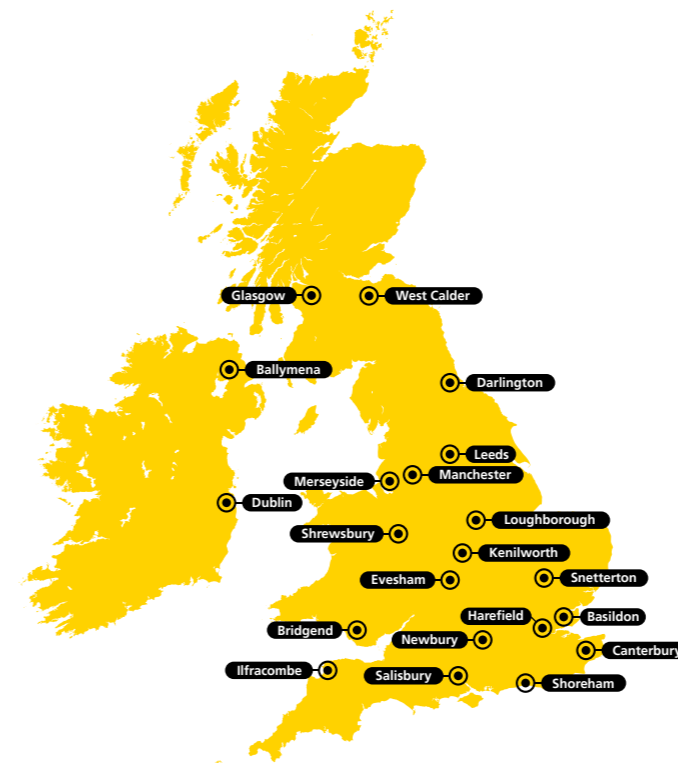 Glasgow
West Calder
Ballymena
Darlington
Leeds
Manchester
Merseyside
Dublin
Loughborough
Shrewsbury
Kenilworth
Evesham
Snetterton
Harefield
Basildon
Bridgend
Newbury
Canterbury
Ilfracombe
Salisbury
Shoreham